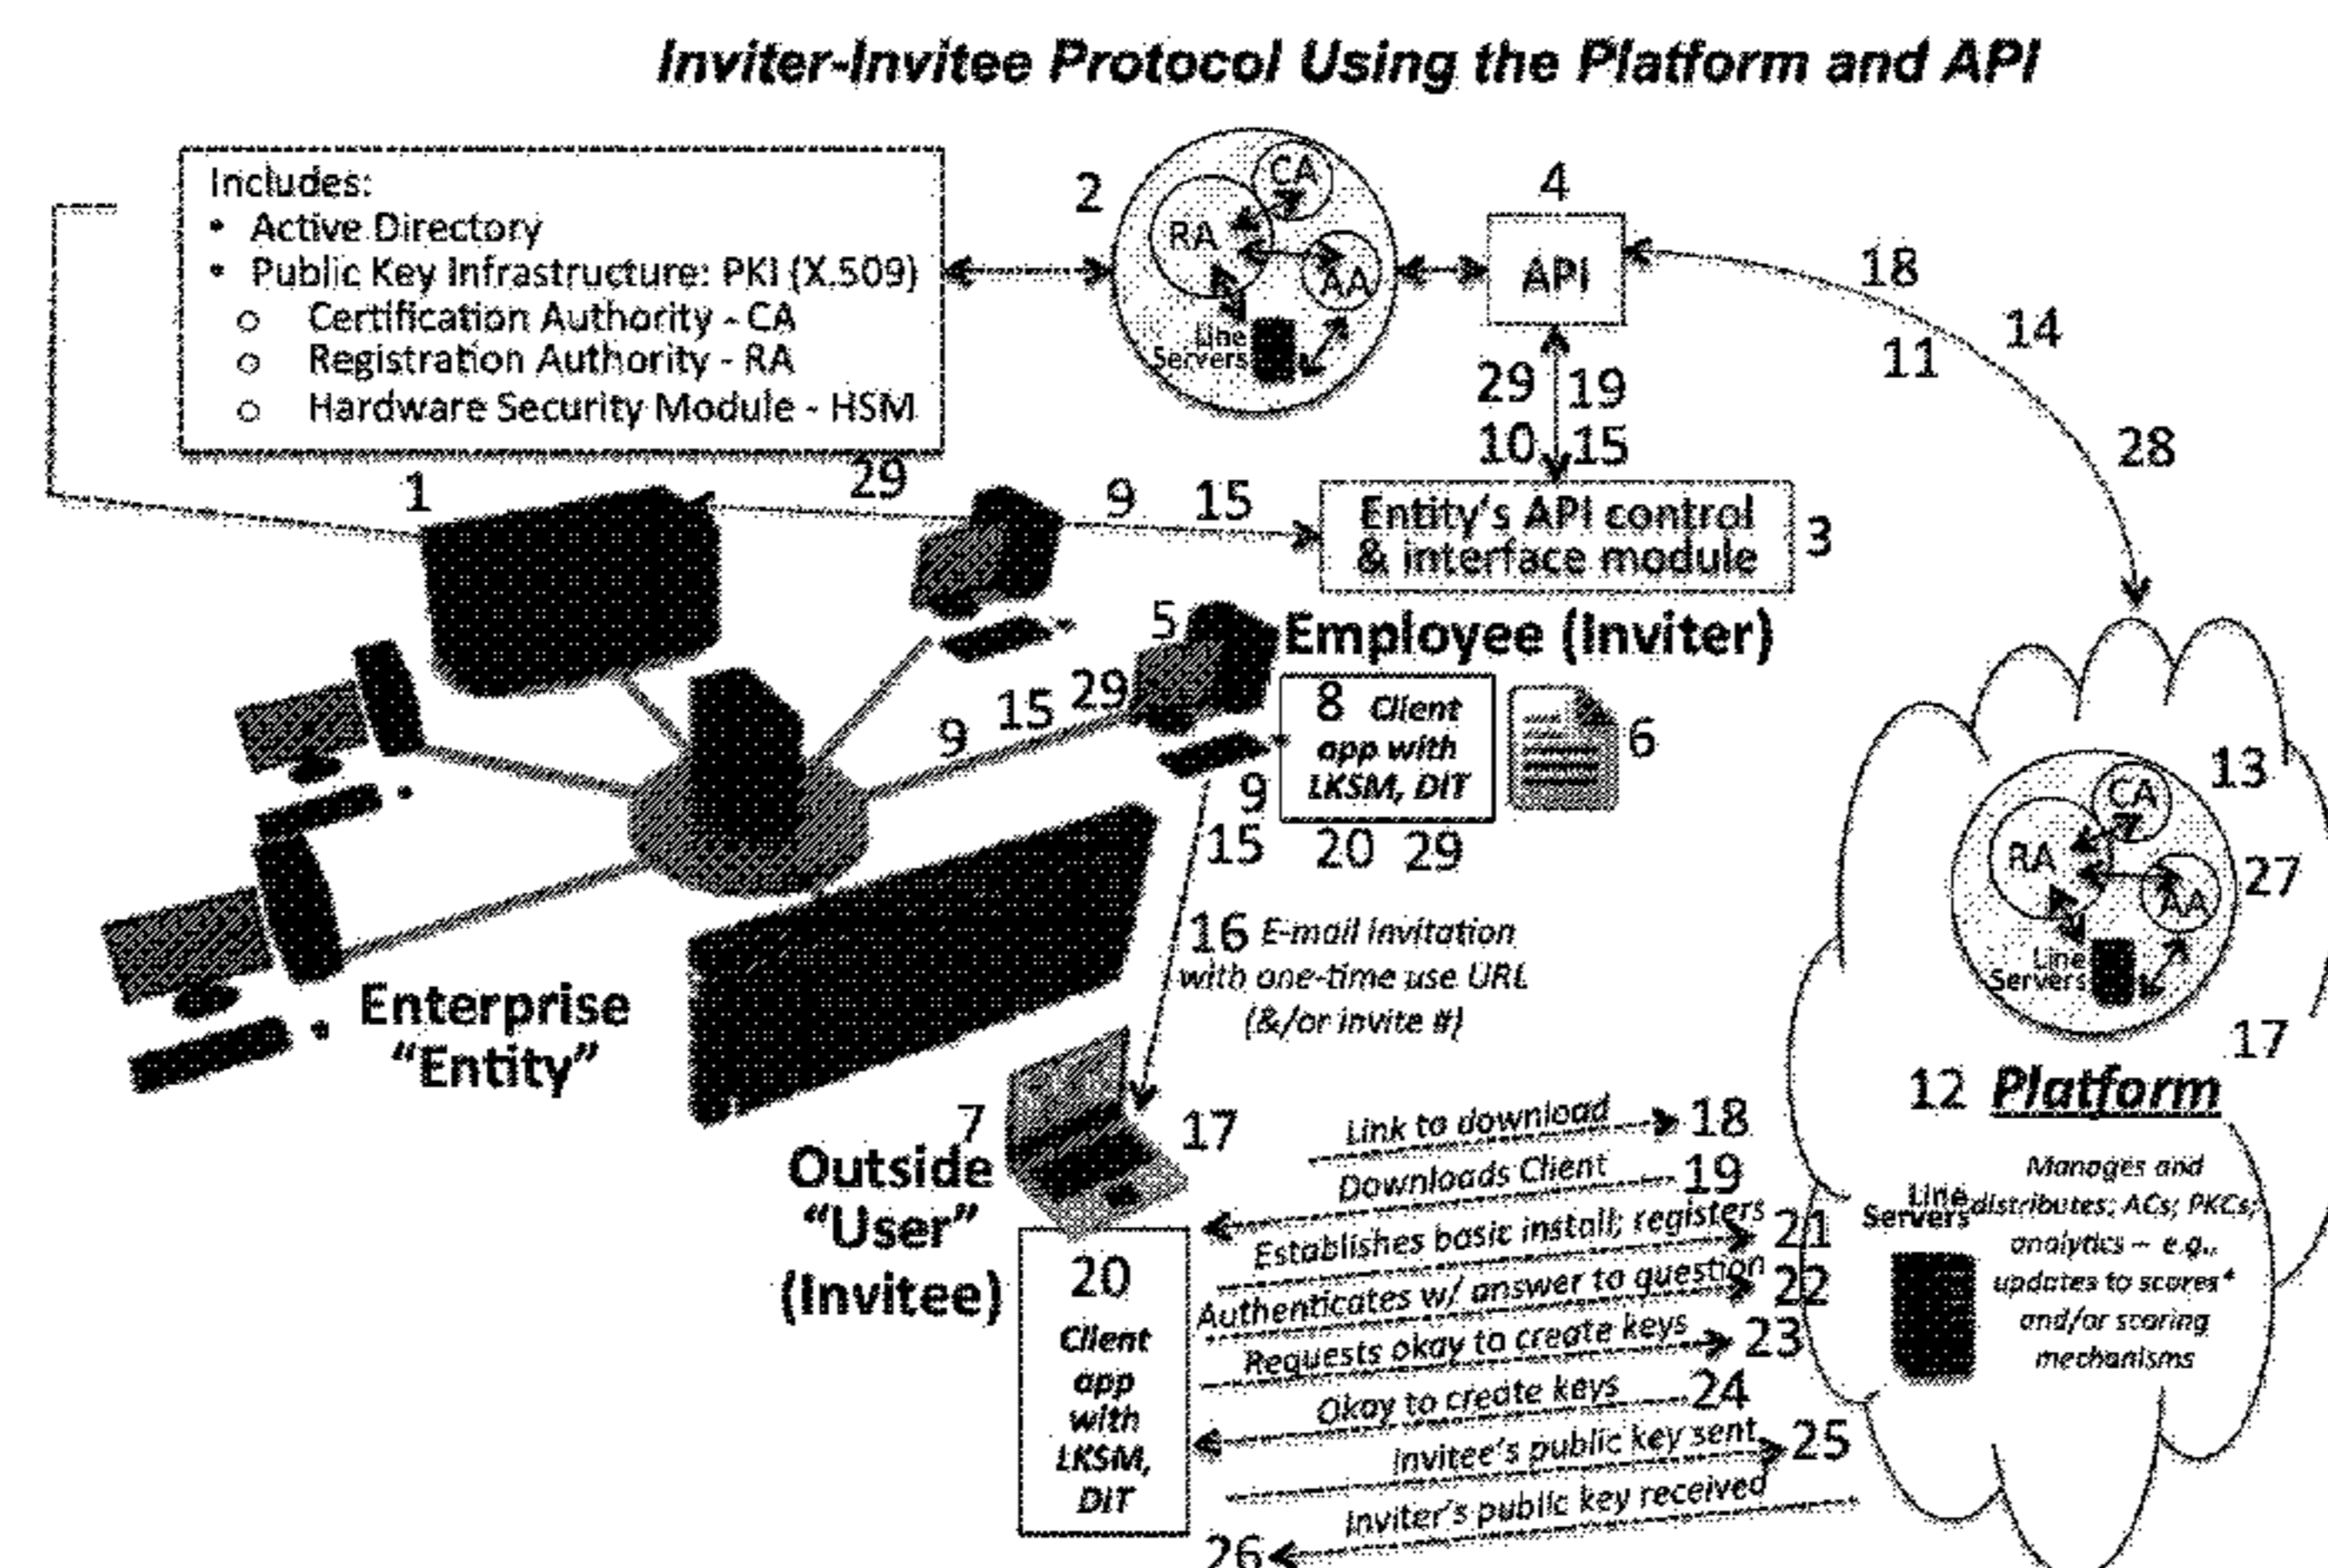 Inviter-Invitee Protocol Using the Platform and API
Includes:
• Active Directory
• Public Key Infrastructure: PKI (X.509)
○ Certification Authority - CA
○ Registration Authority - RA
○ Hardware Security Module - HSM
1
29
2
CA
RA
AA
Line
Servers
4
API
18
14
11
28
29 19
10 15
9 15
Entity's API control
& interface module
3
5
Employee (Inviter)
8 Client
app with
LKSM, DIT
6
9 15 29
9
15
20 29
16 E-mail invitation
with one-time use URL
(&/or invite #)
Enterprise
"Entity"
7
17
Outside
"User"
(Invitee)
20
Client
app
with
LKSM,
DIT
Link to download 18
Downloads Client 19
Establishes basic install; registers 21
Authenticates w/ answer to question 22
Requests okay to create keys 23
Okay to create keys 24
Invitee's public key sent 25
Inviter's public key received
26
13
CA
RA
AA
27
Line
Servers
17
12 Platform
Line
Servers
Manages and
distributes; ACs; PKCs;
analytics – e.g.,
updates to scores*
and/or scoring
mechanisms